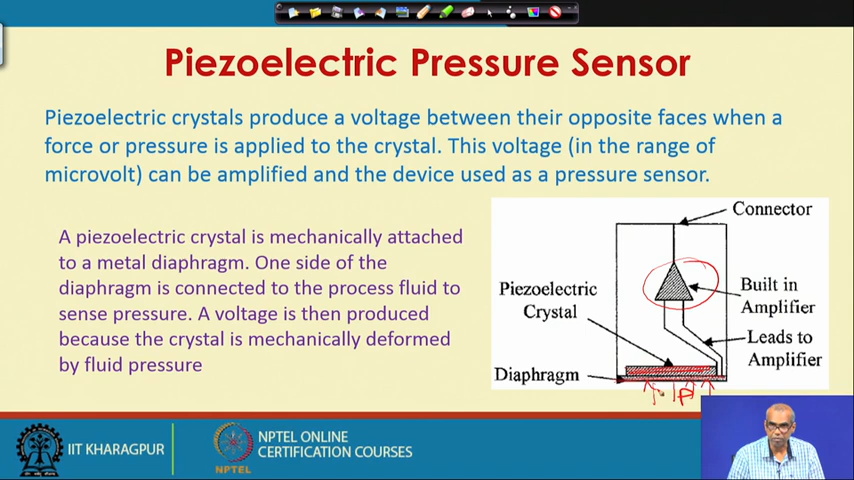 Piezoelectric Pressure Sensor
Piezoelectric crystals produce a voltage between their opposite faces when a
force or pressure is applied to the crystal. This voltage (in the range of
microvolt) can be amplified and the device used as a pressure sensor.
A piezoelectric crystal is mechanically attached
to a metal diaphragm. One side of the
diaphragm is connected to the process fluid to
sense pressure. A voltage is then produced
because the crystal is mechanically deformed
by fluid pressure
Connector
Piezoelectric
Crystal
Built in
Amplifier
Leads to
Amplifier
Diaphragm
IIT KHARAGPUR
NPTEL
NPTEL ONLINE
CERTIFICATION COURSES